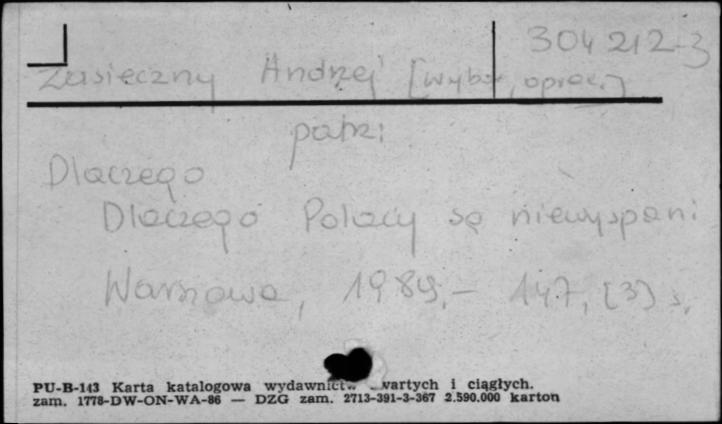 304 212-3
Zasieczny Andrzej [wybór, oprac.]
patrz:
Dlaczego
Dlaczego Polacy są niewyspani
Warszawa, 1989.- 147, [3] s.
PU-B-143 Karta katalogowa wydawnictw zwartych i ciągłych.
zam. 1778-DW-ON-WA-86 — DZG zam. 2713-391-3-367 2.590.000 karton